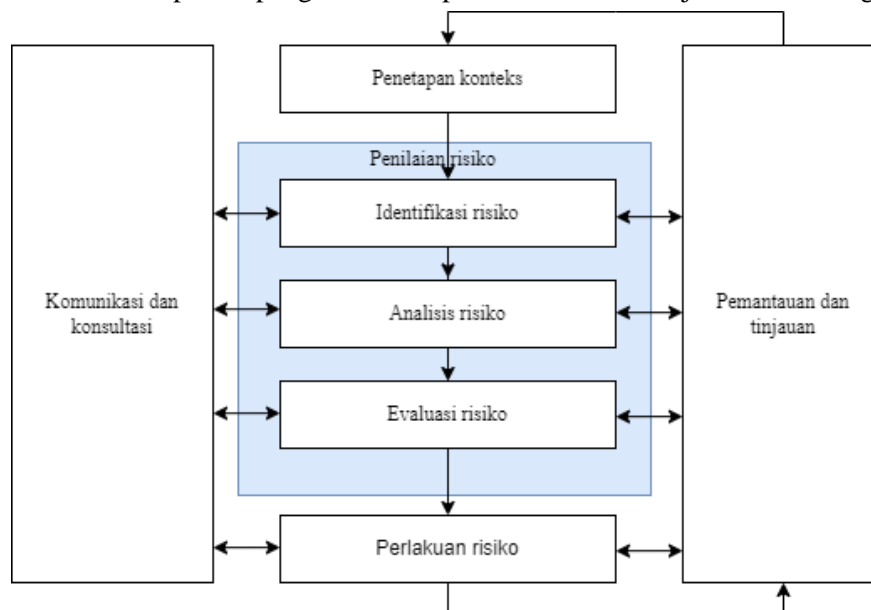 Penetapan konteks
Penilaian risiko
Identifikasi risiko
Komunikasi dan
konsultasi
Analisis risiko
Pemantauan dan
tinjauan
Evaluasi risiko
Perlakuan risiko